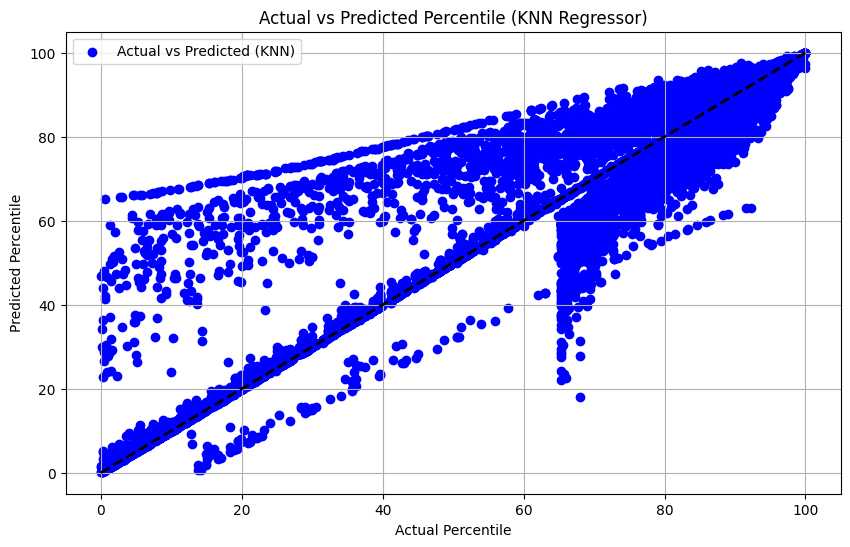 Actual vs Predicted Percentile (KNN Regressor)
Actual vs Predicted (KNN)
Predicted Percentile
100
80
60
40
20
0
0 20 40 60 80 100
Actual Percentile